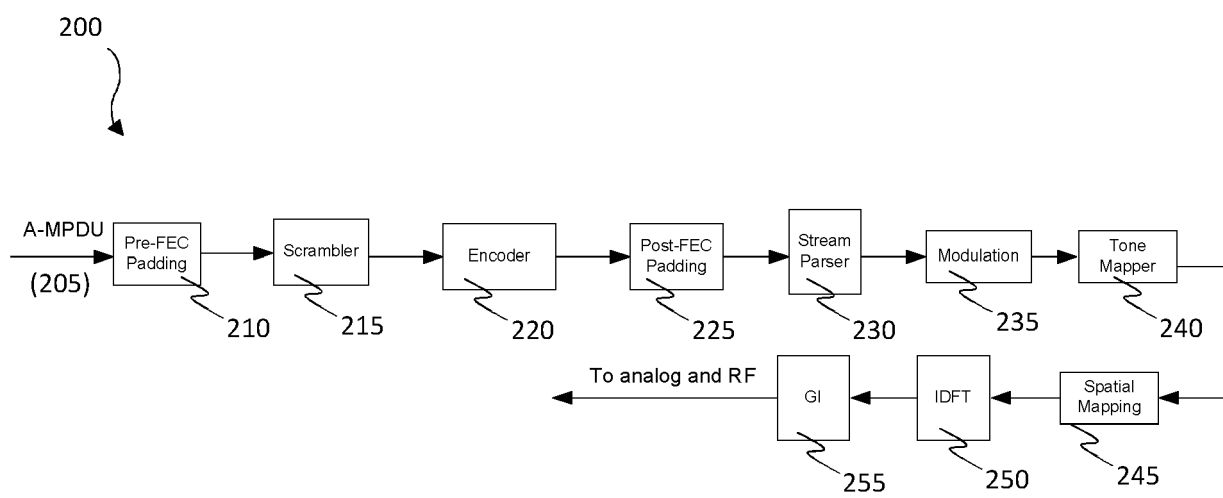 200
A-MPDU
(205)
Pre-FEC
Padding
Scrambler
Encoder
Post-FEC
Padding
Stream
Parser
Modulation
Tone
Mapper
210
215
220
225
230
235
240
To analog and RF
GI
IDFT
Spatial
Mapping
255
250
245